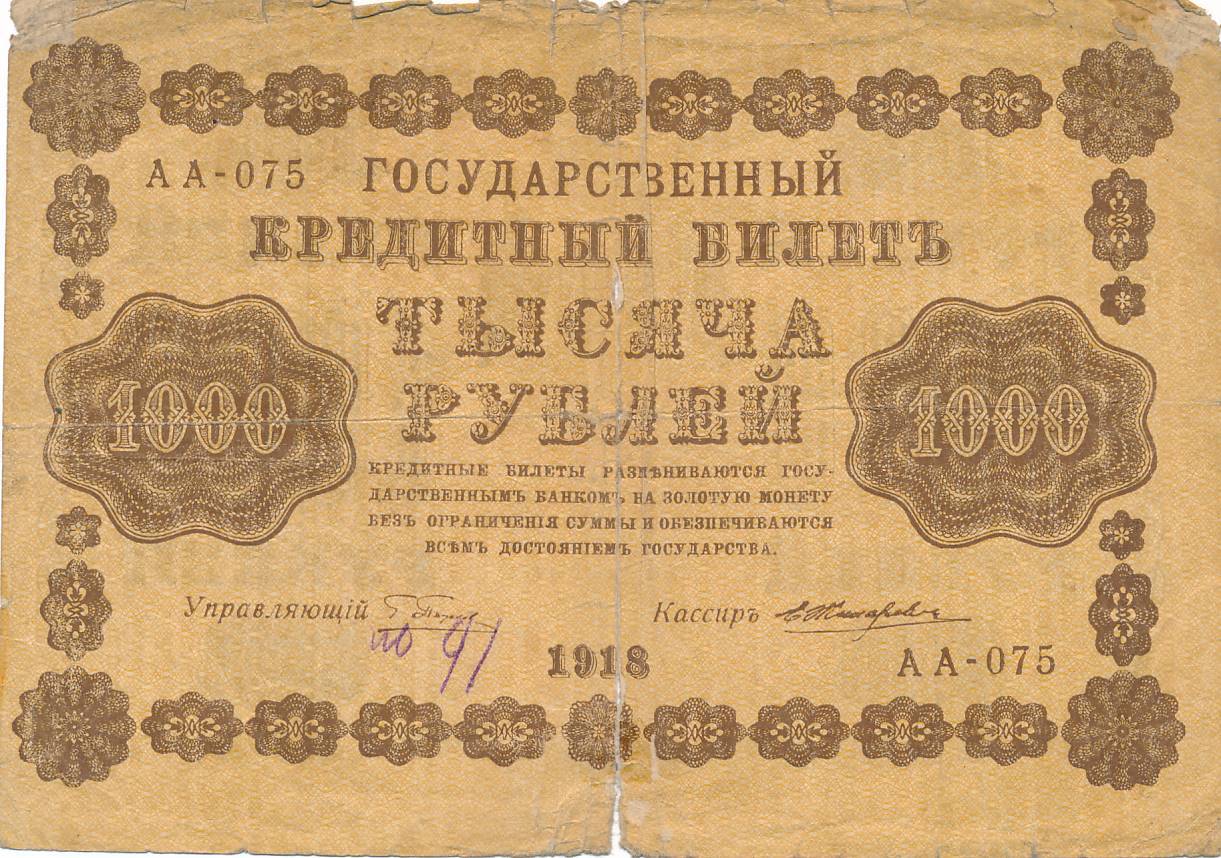 АА-075 ГОСУДАРСТВЕННЫЙ
КРЕДИТНЫЙ БИЛЕТЪ
ТЫСЯЧА
РУБЛЕЙ
1000 1000
КРЕДИТНЫЕ БИЛЕТЫ РАЗМѢНИВАЮТСЯ ГОСУ-
ДАРСТВЕННЫМЪ БАНКОМЪ НА ЗОЛОТУЮ МОНЕТУ
БЕЗЪ ОГРАНИЧЕНІЯ СУММЫ И ОБЕЗПЕЧИВАЮТСЯ
ВСѢМЪ ДОСТОЯНІЕМЪ ГОСУДАРСТВА.
Управляющій Кассиръ
1918 АА-075